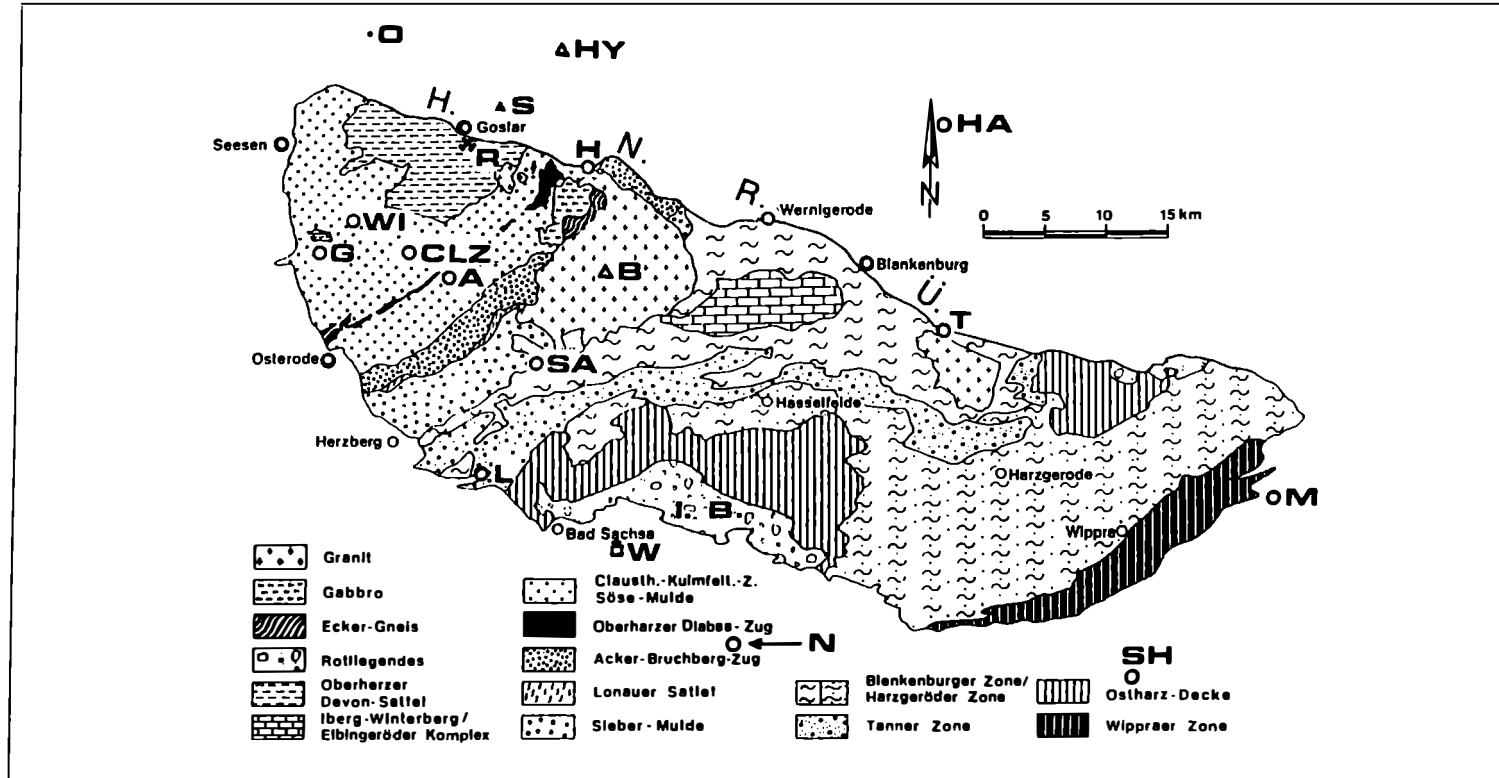 O
HY
H.
S
Goslar
Seesen
R
H
N.
HA
N
R.
Wernigerode
0 5 10 15 km
WI
G
CLZ
A
B
Blankenburg
Ü
T
Osterode
SA
Hasselfelde
Herzberg
L
Harzgerode
M
I. B.
Bad Sachsa
W
Wippra
Granit
Gabbro
Ecker-Gneis
Rotliegendes
Oberharzer
Devon-Sattel
Iberg-Winterberg/
Elbingeröder Komplex
Clausth.-Kulmfalt.-Z.
Söse-Mulde
Oberharzer Diabas-Zug
Acker-Bruchberg-Zug
Lonauer Sattel
Sieber-Mulde
N
Blankenburger Zone/
Harzgeröder Zone
Tanner Zone
SH
Ostharz-Decke
Wippraer Zone